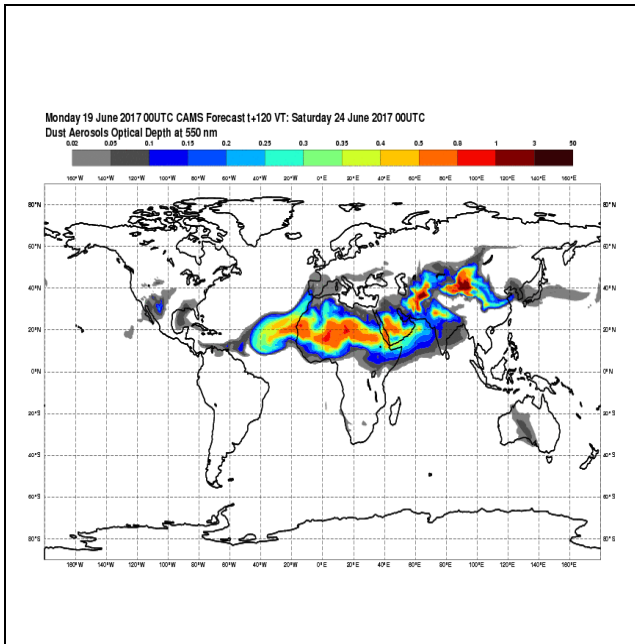 Monday 19 June 2017 00UTC CAMS Forecast t+120 VT: Saturday 24 June 2017 00UTC
Dust Aerosols Optical Depth at 550 nm
0.02 0.05 0.1 0.15 0.2 0.25 0.3 0.35 0.4 0.5 0.8 1 3 50
160°W 140°W 120°W 100°W 80°W 60°W 40°W 20°W 0°E 20°E 40°E 60°E 80°E 100°E 120°E 140°E 160°E
80°N 80°N
60°N 60°N
40°N 40°N
20°N 20°N
0°N 0°N
20°S 20°S
40°S 40°S
60°S 60°S
80°S 80°S
160°W 140°W 120°W 100°W 80°W 60°W 40°W 20°W 0°E 20°E 40°E 60°E 80°E 100°E 120°E 140°E 160°E